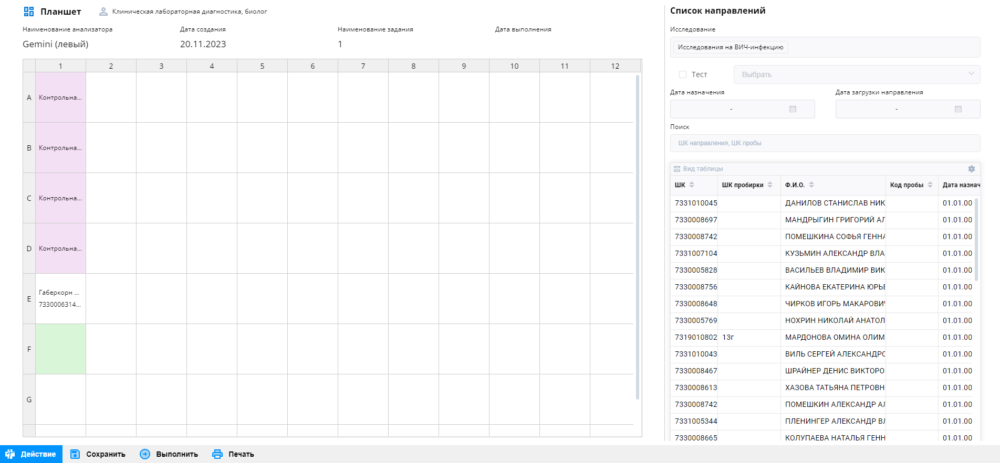 Планшет
Клиническая лабораторная диагностика, биолог
Наименование анализатора
Дата создания
Наименование задания
Дата выполнения
Gemini (левый)
20.11.2023
1
1 2 3 4 5 6 7 8 9 10 11 12
A Контрольна...
B Контрольна...
C Контрольна...
D Контрольна...
E Габеркорн ...
7330006314...
F
G
Список направлений
Исследование
Исследования на ВИЧ-инфекцию
Тест
Выбрать
Дата назначения
Дата загрузки направления
-
-
Поиск
ШК направления, ШК пробы
Вид таблицы
ШК ШК пробирки Ф.И.О. Код пробы Дата назнач
7331010045 ДАНИЛОВ СТАНИСЛАВ НИК 01.01.00
7330008697 МАНДРЫГИН ГРИГОРИЙ АЛ 01.01.00
7330008742 ПОМЕШКИНА СОФЬЯ ГЕННА 01.01.00
7331007104 КУЗЬМИН АЛЕКСАНДР ВЛА 01.01.00
7330005828 ВАСИЛЬЕВ ВЛАДИМИР ВИК 01.01.00
7330008756 КАЙНОВА ЕКАТЕРИНА ЮРЬЕ 01.01.00
7330008648 ЧИРКОВ ИГОРЬ МАКАРОВИЧ 01.01.00
7330005769 НОХРИН НИКОЛАЙ АНАТОЛ 01.01.00
7319010802 13г МАРДОНОВА ОМИНА ОЛИМ 01.01.00
7331010043 ВИЛЬ СЕРГЕЙ АЛЕКСАНДРО 01.01.00
7330008467 ШРАЙНЕР ДЕНИС ВИКТОРО 01.01.00
7330008613 ХАЗОВА ТАТЬЯНА ПЕТРОВН 01.01.00
7330008742 ПОМЕШКИН АЛЕКСАНДР АЛ 01.01.00
7331005344 ПЛЕНИНГЕР АЛЕКСАНДР ВЛ 01.01.00
7330008665 КОЛУПАЕВА НАТАЛЬЯ ГЕНН 01.01.00
Действие
Сохранить
Выполнить
Печать